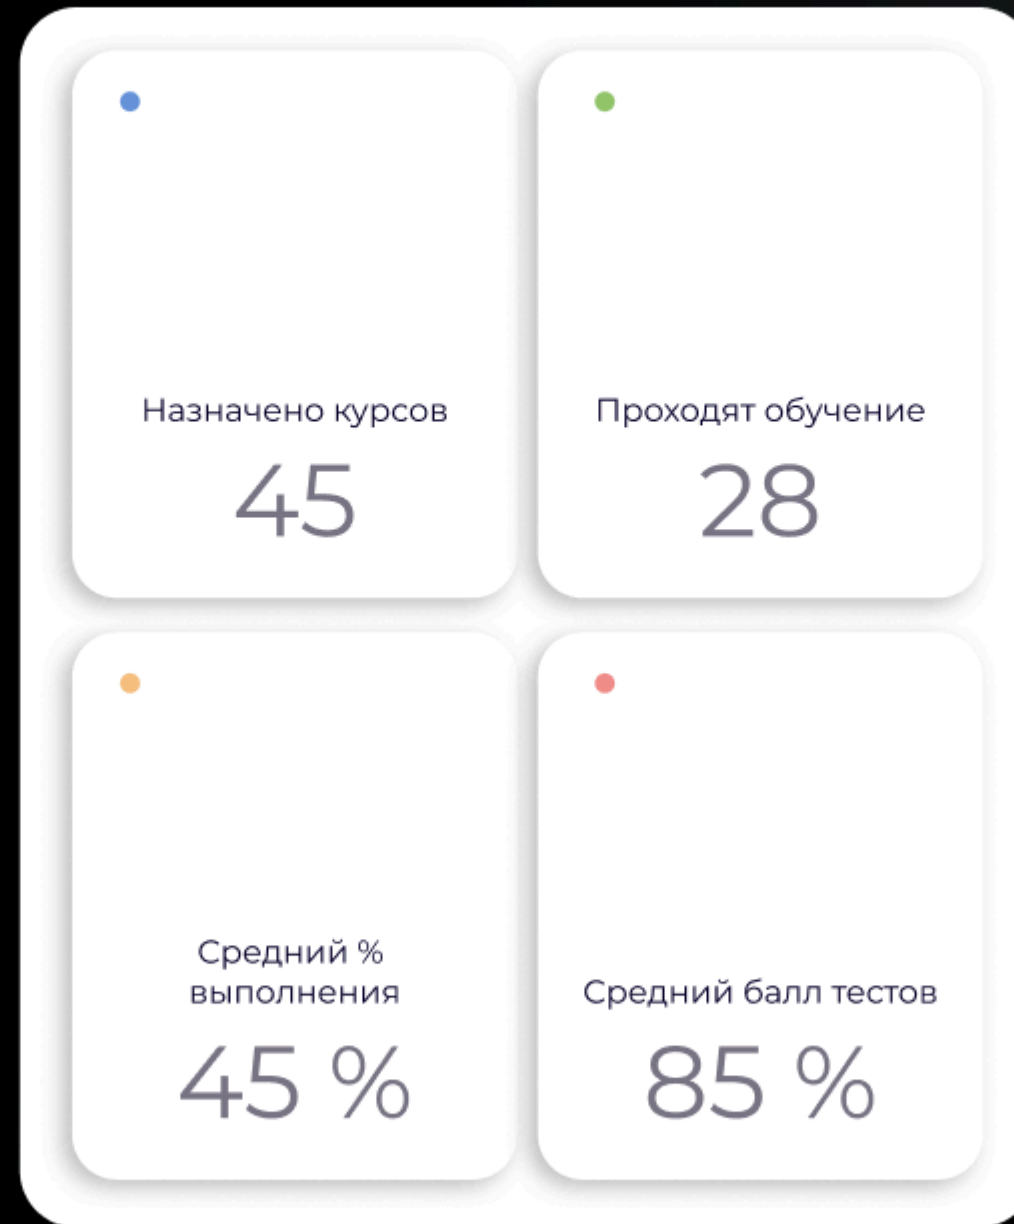 Назначено курсов
45
Проходят обучение
28
Средний %
выполнения
45 %
Средний балл тестов
85 %